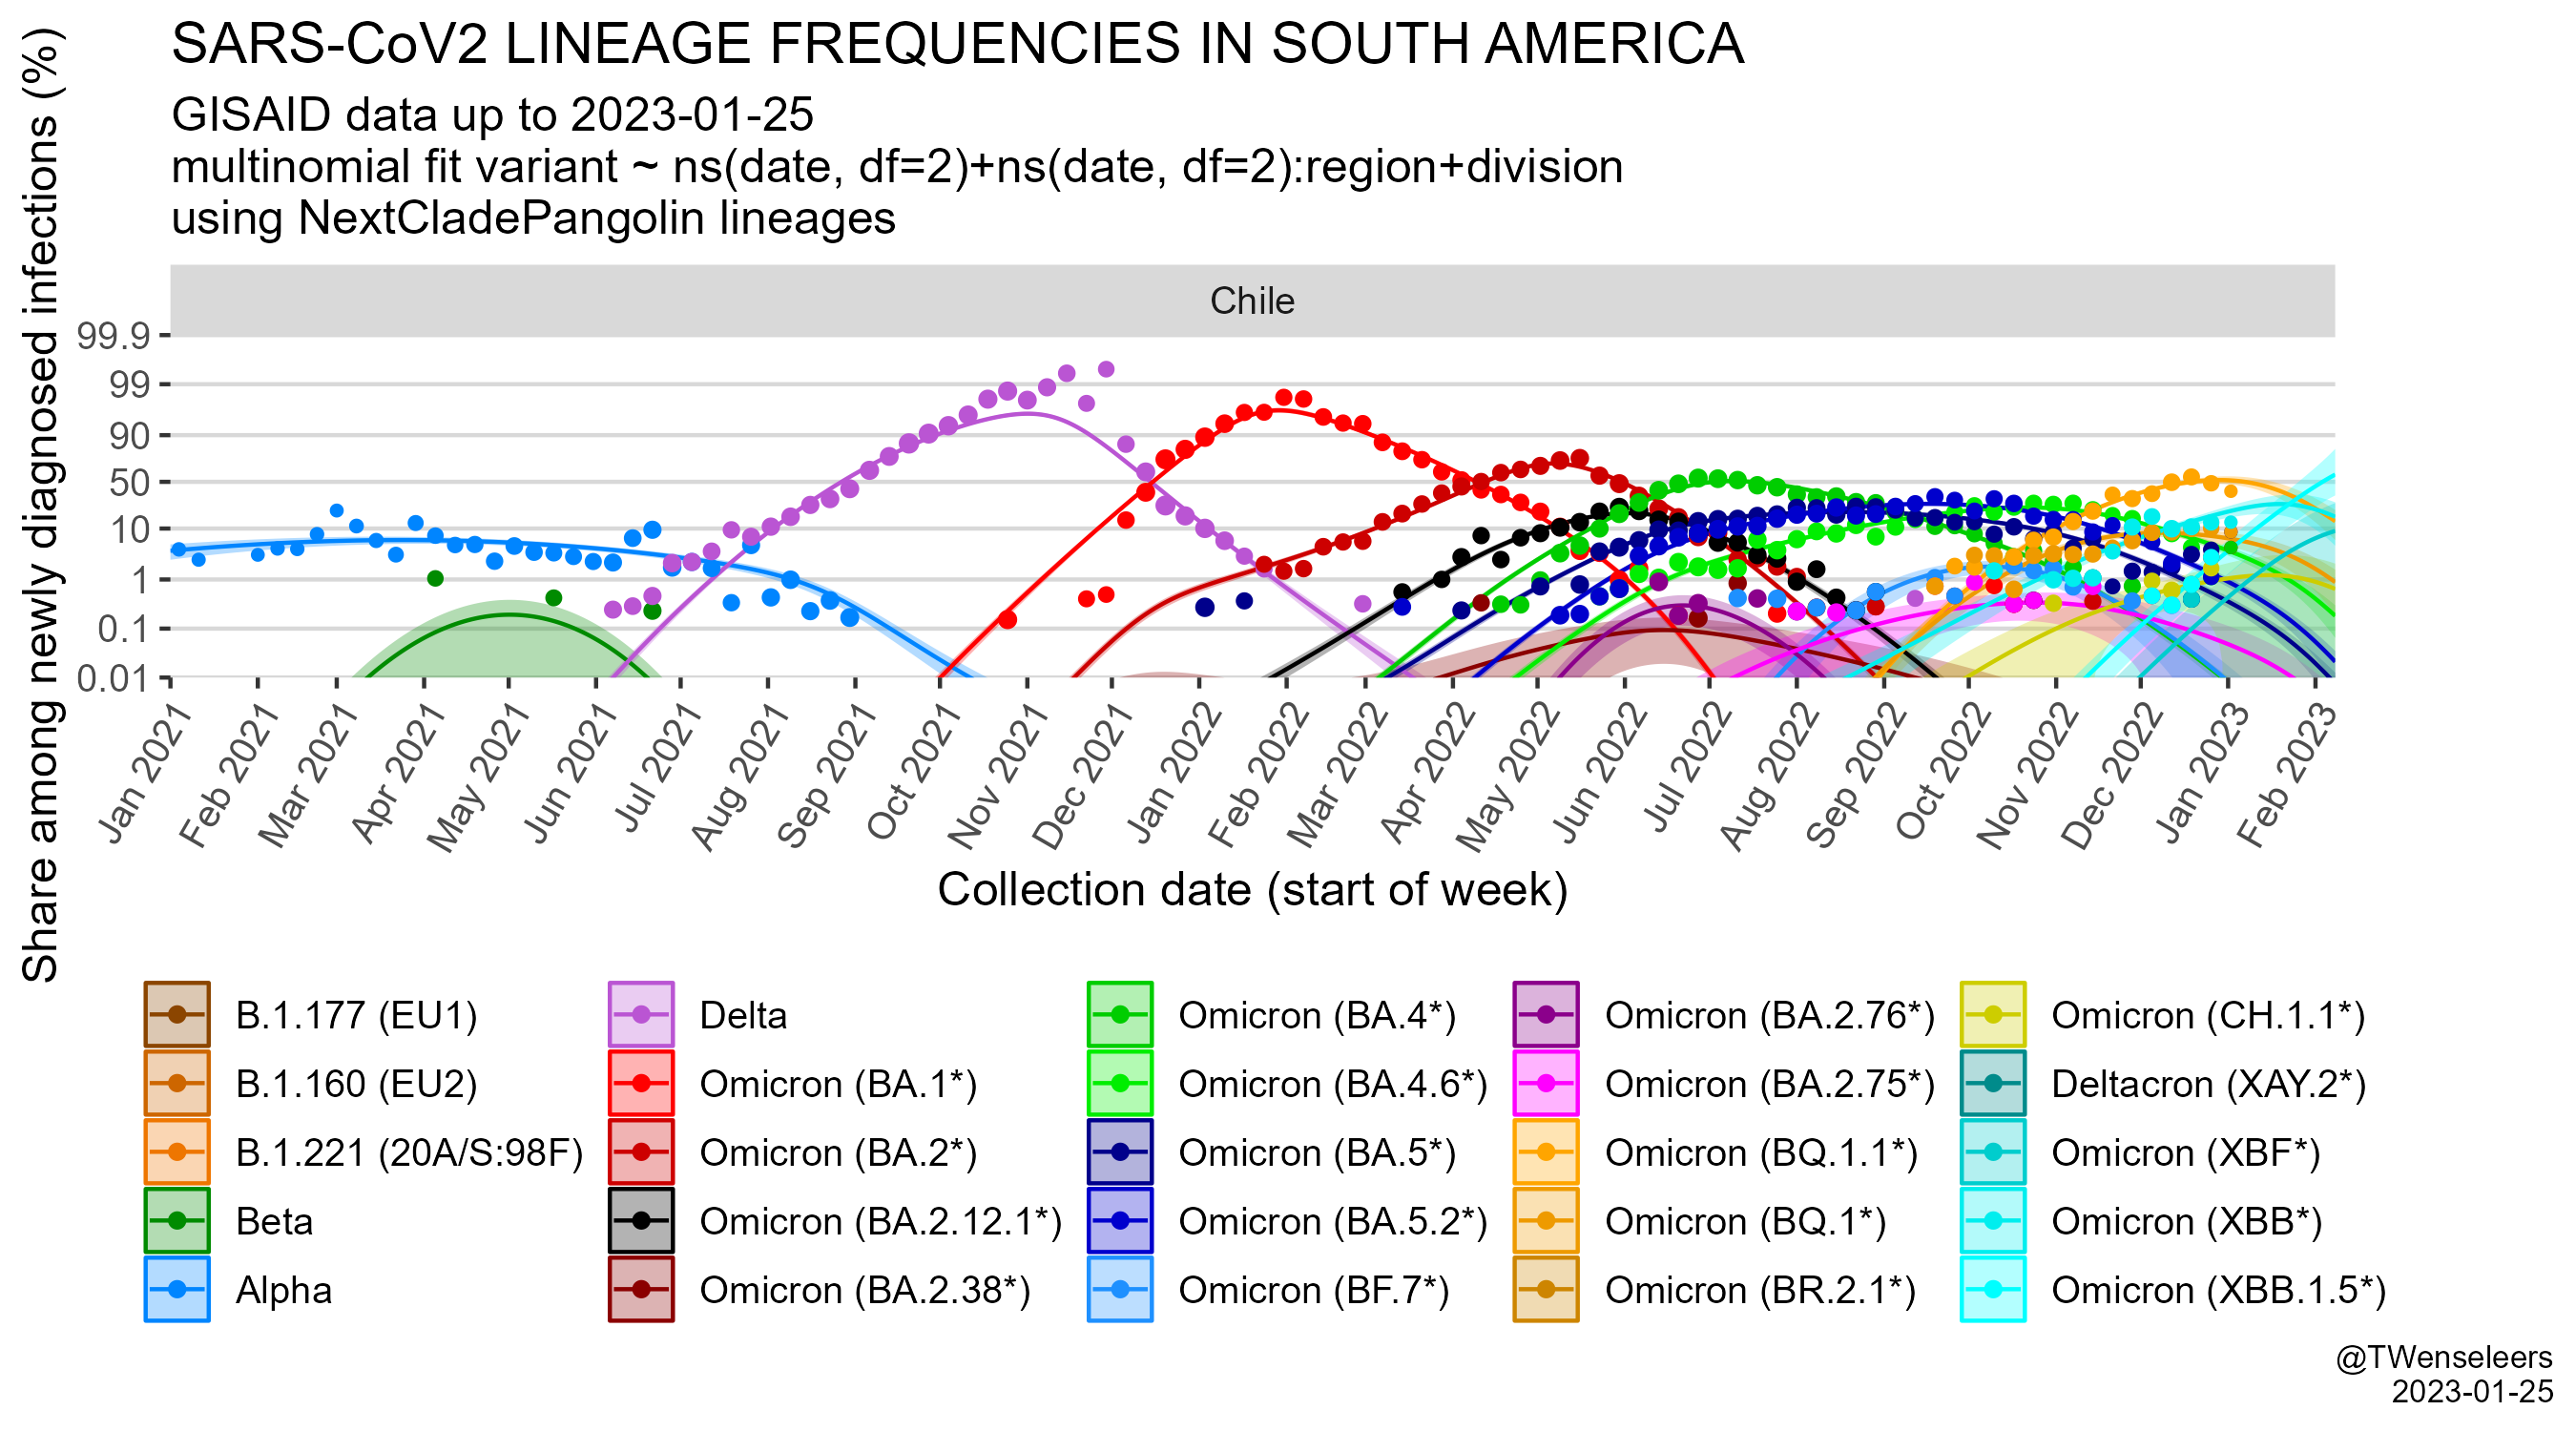 SARS-CoV2 LINEAGE FREQUENCIES IN SOUTH AMERICA
GISAID data up to 2023-01-25
multinomial fit variant ~ ns(date, df=2)+ns(date, df=2):region+division
using NextCladePangolin lineages
Chile
Share among newly diagnosed infections (%)
99.9
99
90
50
10
1
0.1
0.01
Jan 2021
Feb 2021
Mar 2021
Apr 2021
May 2021
Jun 2021
Jul 2021
Aug 2021
Sep 2021
Oct 2021
Nov 2021
Dec 2021
Jan 2022
Feb 2022
Mar 2022
Apr 2022
May 2022
Jun 2022
Jul 2022
Aug 2022
Sep 2022
Oct 2022
Nov 2022
Dec 2022
Jan 2023
Feb 2023
Collection date (start of week)
B.1.177 (EU1)
B.1.160 (EU2)
B.1.221 (20A/S:98F)
Beta
Alpha
Delta
Omicron (BA.1*)
Omicron (BA.2*)
Omicron (BA.2.12.1*)
Omicron (BA.2.38*)
Omicron (BA.4*)
Omicron (BA.4.6*)
Omicron (BA.5*)
Omicron (BA.5.2*)
Omicron (BF.7*)
Omicron (BA.2.76*)
Omicron (BA.2.75*)
Omicron (BQ.1.1*)
Omicron (BQ.1*)
Omicron (BR.2.1*)
Omicron (CH.1.1*)
Deltacron (XAY.2*)
Omicron (XBF*)
Omicron (XBB*)
Omicron (XBB.1.5*)
@TWenseleers
2023-01-25